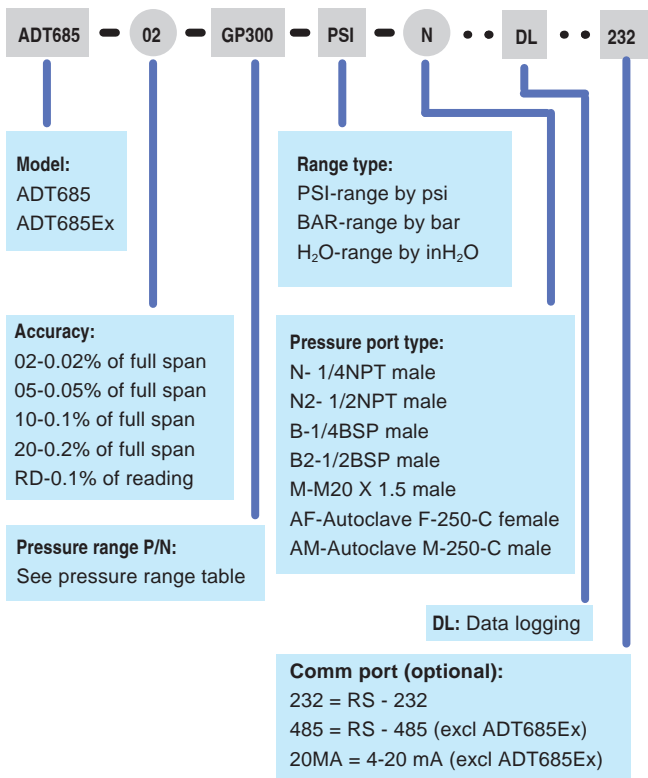 ADT685 - 02 - GP300 - PSI - N ·· DL ·· 232
Model:
ADT685
ADT685Ex
Range type:
PSI-range by psi
BAR-range by bar
H₂O-range by inH₂O
Accuracy:
02-0.02% of full span
05-0.05% of full span
10-0.1% of full span
20-0.2% of full span
RD-0.1% of reading
Pressure port type:
N- 1/4NPT male
N2- 1/2NPT male
B-1/4BSP male
B2-1/2BSP male
M-M20 X 1.5 male
AF-Autoclave F-250-C female
AM-Autoclave M-250-C male
Pressure range P/N:
See pressure range table
DL: Data logging
Comm port (optional):
232 = RS - 232
485 = RS - 485 (excl ADT685Ex)
20MA = 4-20 mA (excl ADT685Ex)